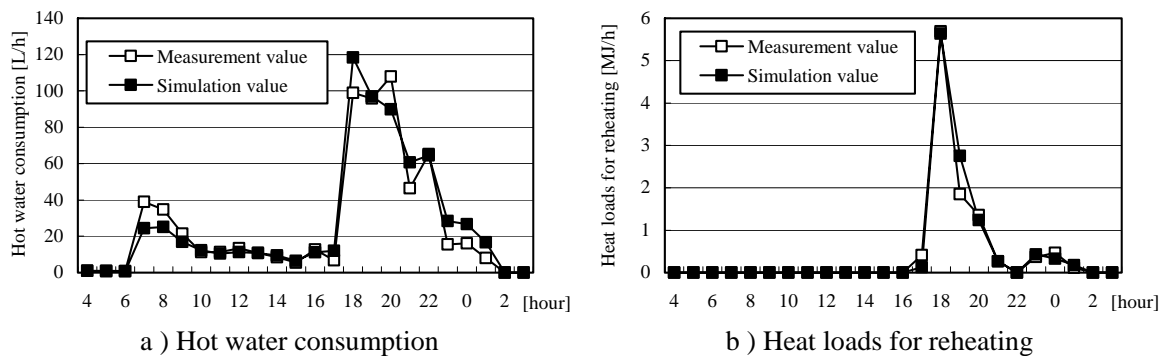 Hot water consumption [L/h]
140
120
100
80
60
40
20
0
Measurement value
Simulation value
4 6 8 10 12 14 16 18 20 22 0 2 [hour]
a ) Hot water consumption
Heat loads for reheating [MJ/h]
6
5
4
3
2
1
0
Measurement value
Simulation value
4 6 8 10 12 14 16 18 20 22 0 2 [hour]
b ) Heat loads for reheating